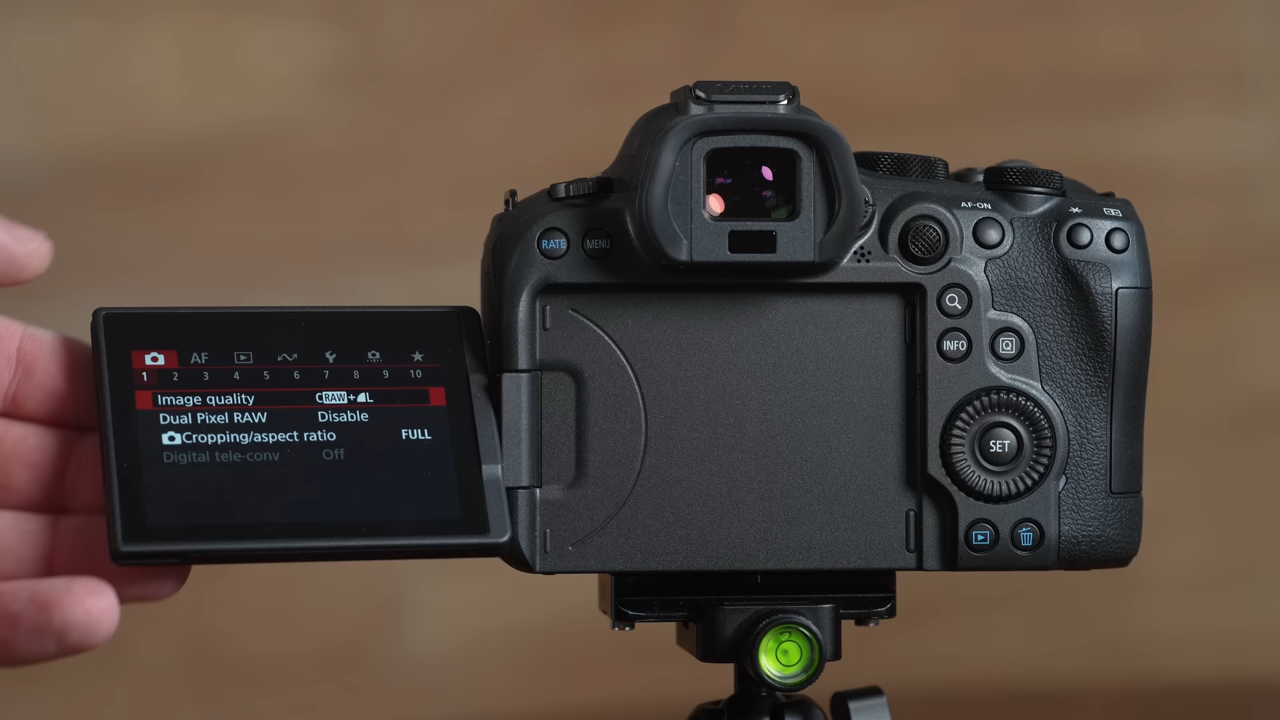 AF-ON
RATE
MENU
INFO
Q
SET
AF
1 2 3 4 5 6 7 8 9 10
Image quality CRAW+L
Dual Pixel RAW Disable
Cropping/aspect ratio FULL
Digital tele-conv Off